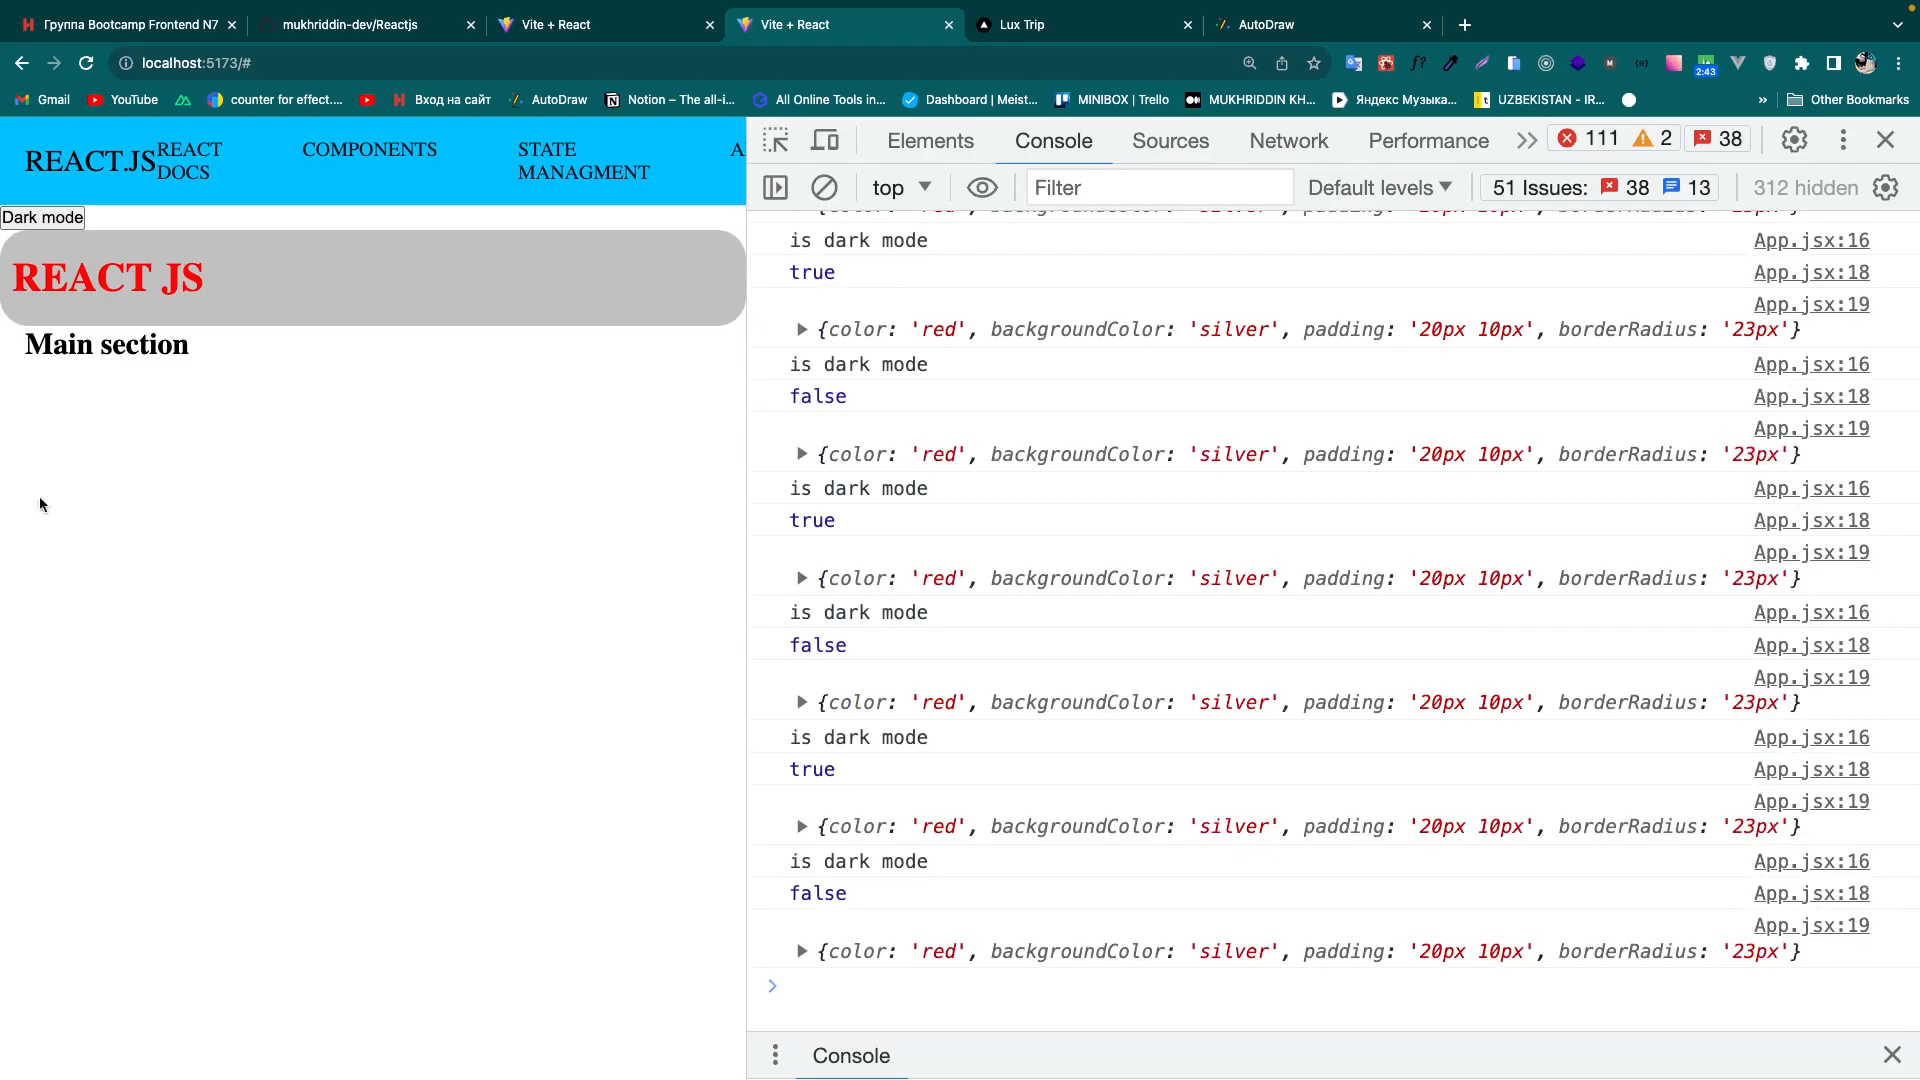 Группа Bootcamp Frontend N7
mukhriddin-dev/Reactjs
Vite + React
Vite + React
Lux Trip
AutoDraw
localhost:5173/#
2:43
Gmail
YouTube
counter for effect....
Вход на сайт
AutoDraw
Notion – The all-i...
All Online Tools in...
Dashboard | Meist...
MINIBOX | Trello
MUKHRIDDIN KH...
Яндекс Музыка...
UZBEKISTAN - IR...
»
Other Bookmarks
REACT.JS
REACT DOCS
COMPONENTS
STATE MANAGMENT
A
Dark mode
REACT JS
Main section
Elements
Console
Sources
Network
Performance
111
2
38
top
Filter
Default levels
51 Issues:
38
13
312 hidden
is dark mode App.jsx:16
true App.jsx:18
App.jsx:19
{color: 'red', backgroundColor: 'silver', padding: '20px 10px', borderRadius: '23px'}
is dark mode App.jsx:16
false App.jsx:18
App.jsx:19
{color: 'red', backgroundColor: 'silver', padding: '20px 10px', borderRadius: '23px'}
is dark mode App.jsx:16
true App.jsx:18
App.jsx:19
{color: 'red', backgroundColor: 'silver', padding: '20px 10px', borderRadius: '23px'}
is dark mode App.jsx:16
false App.jsx:18
App.jsx:19
{color: 'red', backgroundColor: 'silver', padding: '20px 10px', borderRadius: '23px'}
is dark mode App.jsx:16
true App.jsx:18
App.jsx:19
{color: 'red', backgroundColor: 'silver', padding: '20px 10px', borderRadius: '23px'}
is dark mode App.jsx:16
false App.jsx:18
App.jsx:19
{color: 'red', backgroundColor: 'silver', padding: '20px 10px', borderRadius: '23px'}
Console